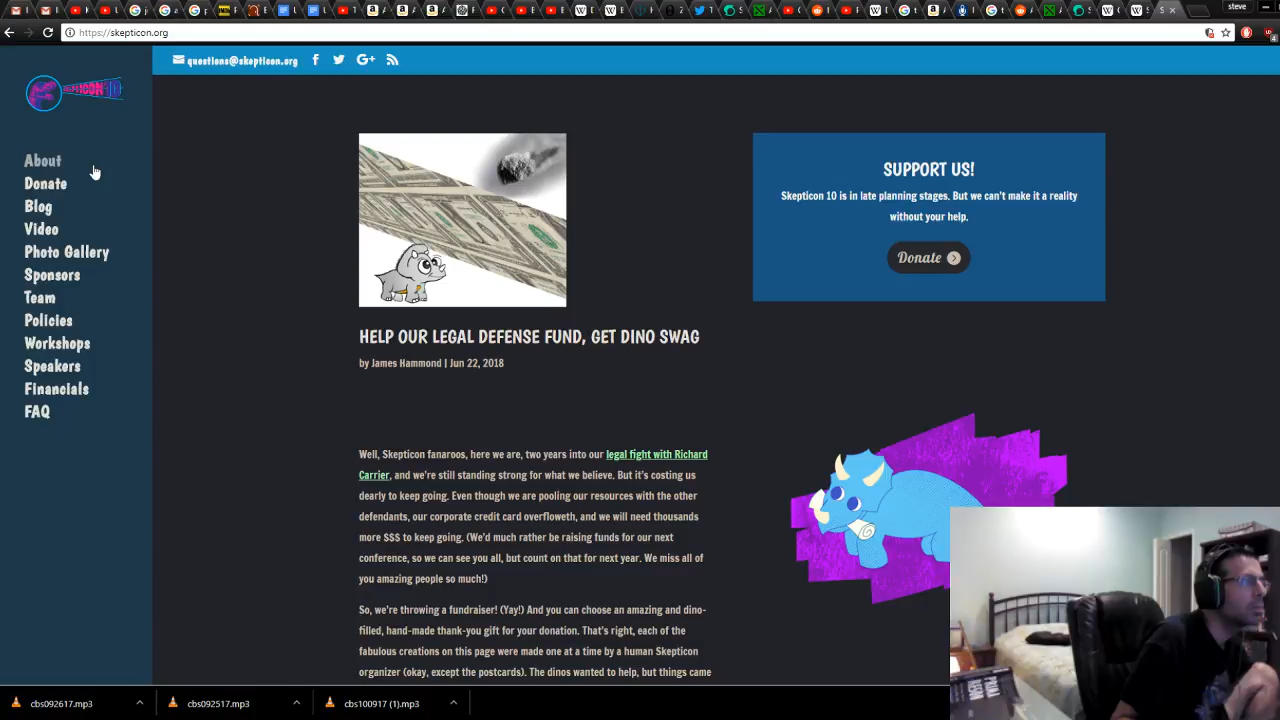 steve
https://skepticon.org
questions@skepticon.org
SKEPTICON 10
About
Donate
Blog
Video
Photo Gallery
Sponsors
Team
Policies
Workshops
Speakers
Financials
FAQ
SUPPORT US!
Skepticon 10 is in late planning stages. But we can't make it a reality
without your help.
Donate
HELP OUR LEGAL DEFENSE FUND, GET DINO SWAG
by James Hammond | Jun 22, 2018
Well, Skepticon fanaroos, here we are, two years into our legal fight with Richard
Carrier, and we're still standing strong for what we believe. But it's costing us
dearly to keep going. Even though we are pooling our resources with the other
defendants, our corporate credit card overfloweth, and we will need thousands
more $$$ to keep going. (We'd much rather be raising funds for our next
conference, so we can see you all, but count on that for next year. We miss all of
you amazing people so much!)
So, we're throwing a fundraiser! (Yay!) And you can choose an amazing and dino-
filled, hand-made thank-you gift for your donation. That's right, each of the
fabulous creations on this page were made one at a time by a human Skepticon
organizer (okay, except the postcards). The dinos wanted to help, but things came
cbs092617.mp3
cbs092517.mp3
cbs100917 (1).mp3